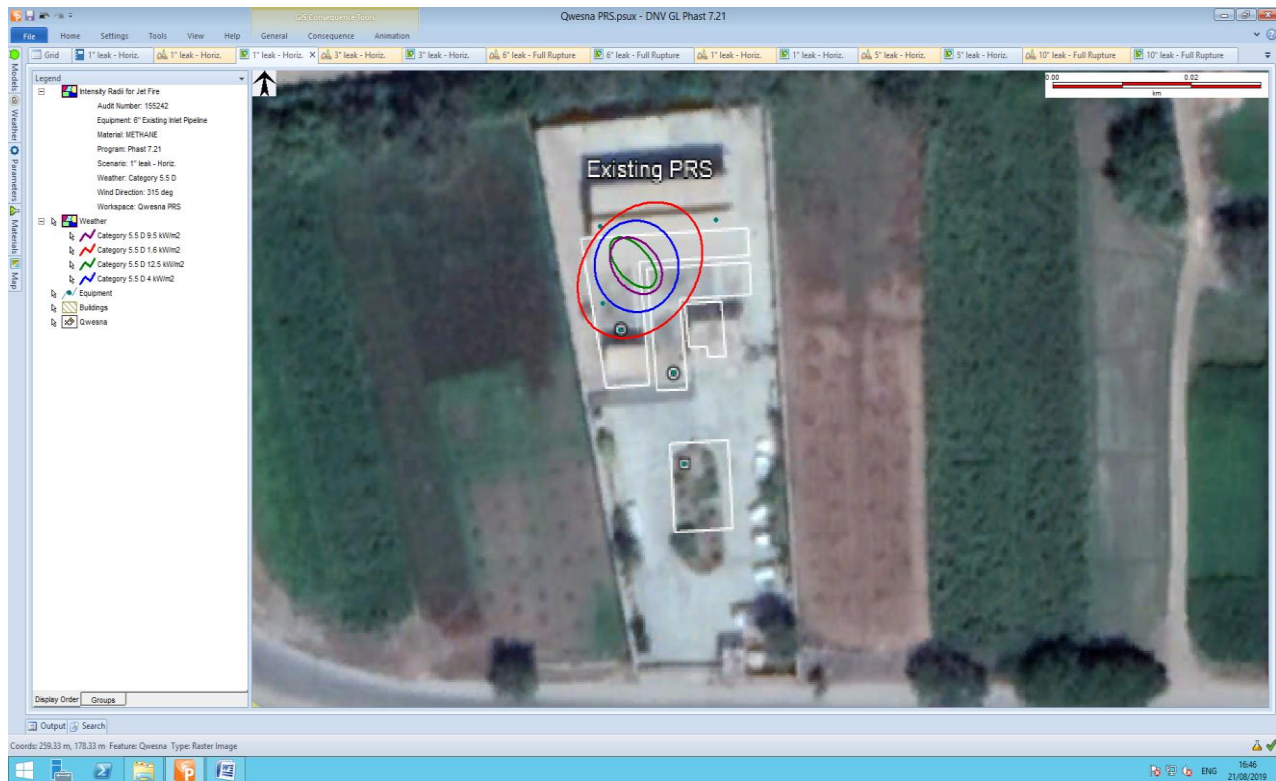 GIS Consequence Tools
Qwesna PRS.psux - DNV GL Phast 7.21
File Home Settings Tools View Help General Consequence Animation
Grid 1" leak - Horiz. 1" leak - Horiz. 1" leak - Horiz. X 3" leak - Horiz. 3" leak - Horiz. 6" leak - Full Rupture 6" leak - Full Rupture 1" leak - Horiz. 1" leak - Horiz. 5" leak - Horiz. 5" leak - Horiz. 10" leak - Full Rupture 10" leak - Full Rupture
Models
Weather
Parameters
Materials
Map
Legend
Intensity Radii for Jet Fire
Audit Number: 155242
Equipment: 6" Existing Inlet Pipeline
Material: METHANE
Program: Phast 7.21
Scenario: 1" leak - Horiz.
Weather: Category 5.5 D
Wind Direction: 315 deg
Workspace: Qwesna PRS
Weather
Category 5.5 D 9.5 kW/m2
Category 5.5 D 1.6 kW/m2
Category 5.5 D 12.5 kW/m2
Category 5.5 D 4 kW/m2
Equipment
Buildings
Qwesna
0.00 0.02
km
Existing PRS
Display Order Groups
Output Search
Coords: 259.33 m, 178.33 m Feature: Qwesna Type: Raster Image
ENG
16:46
21/08/2019